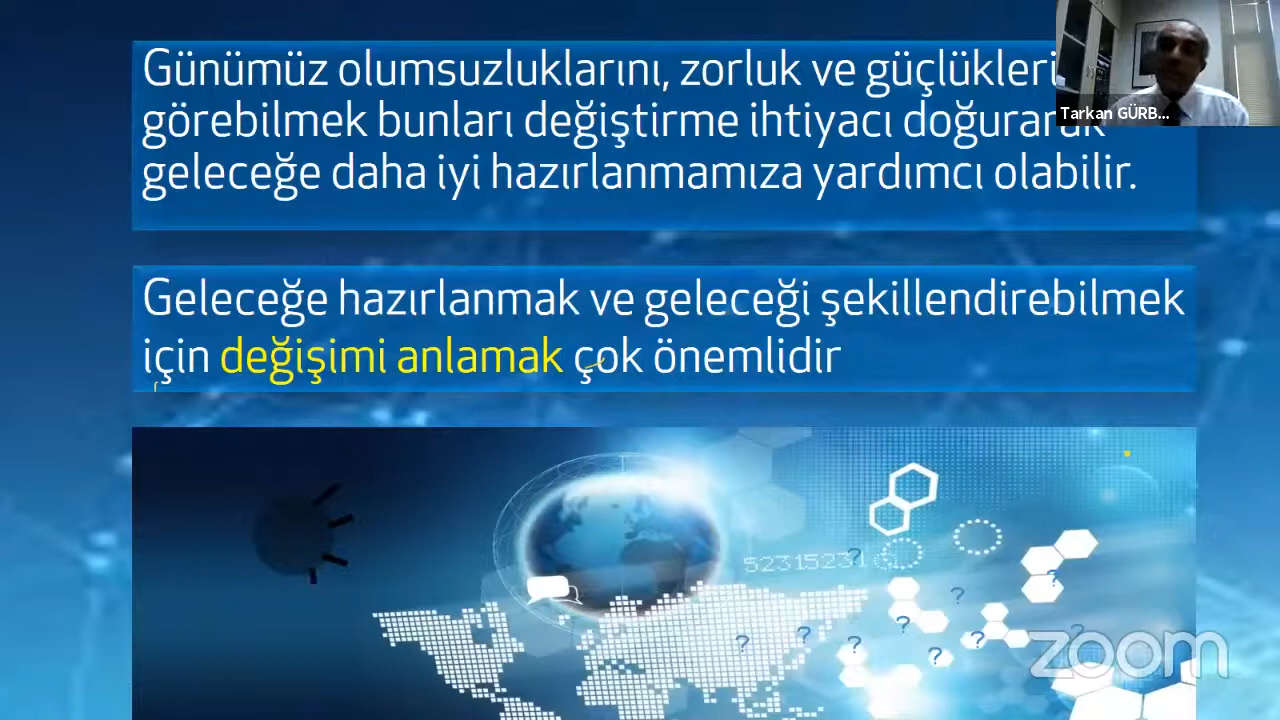 Günümüz olumsuzluklarını, zorluk ve güçlükleri
Tarkan GÜRB...
görebilmek bunları değiştirme ihtiyacı doğurarak
geleceğe daha iyi hazırlanmamıza yardımcı olabilir.
Geleceğe hazırlanmak ve geleceği şekillendirebilmek
için değişimi anlamak çok önemlidir
52315231
? ? ? ? ? ? ? ? ? ?
zoom